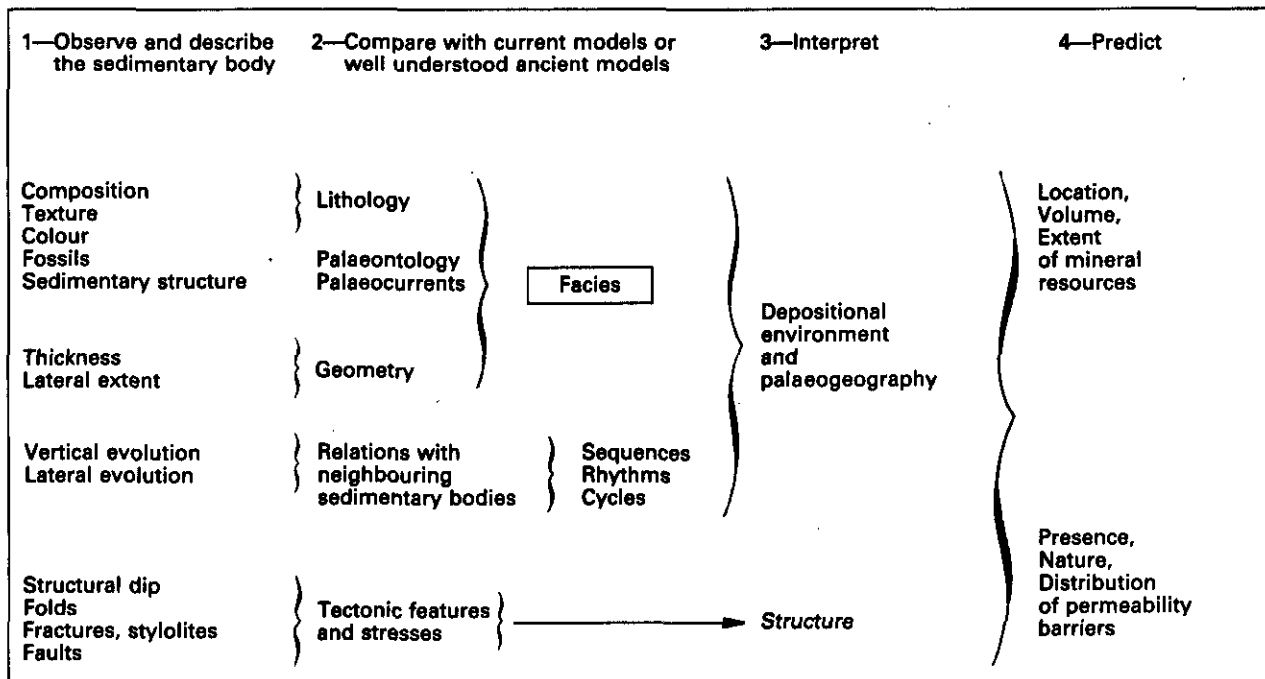 1—Observe and describe
the sedimentary body
2—Compare with current models or
well understood ancient models
3—Interpret
4—Predict
Composition
Texture
Colour
Fossils
Sedimentary structure
Lithology
Palaeontology
Palaeocurrents
Facies
Thickness
Lateral extent
Geometry
Vertical evolution
Lateral evolution
Relations with
neighbouring
sedimentary bodies
Sequences
Rhythms
Cycles
Depositional
environment
and
palaeogeography
Structural dip
Folds
Fractures, stylolites
Faults
Tectonic features
and stresses
Structure
Location,
Volume,
Extent
of mineral
resources
Presence,
Nature,
Distribution
of permeability
barriers